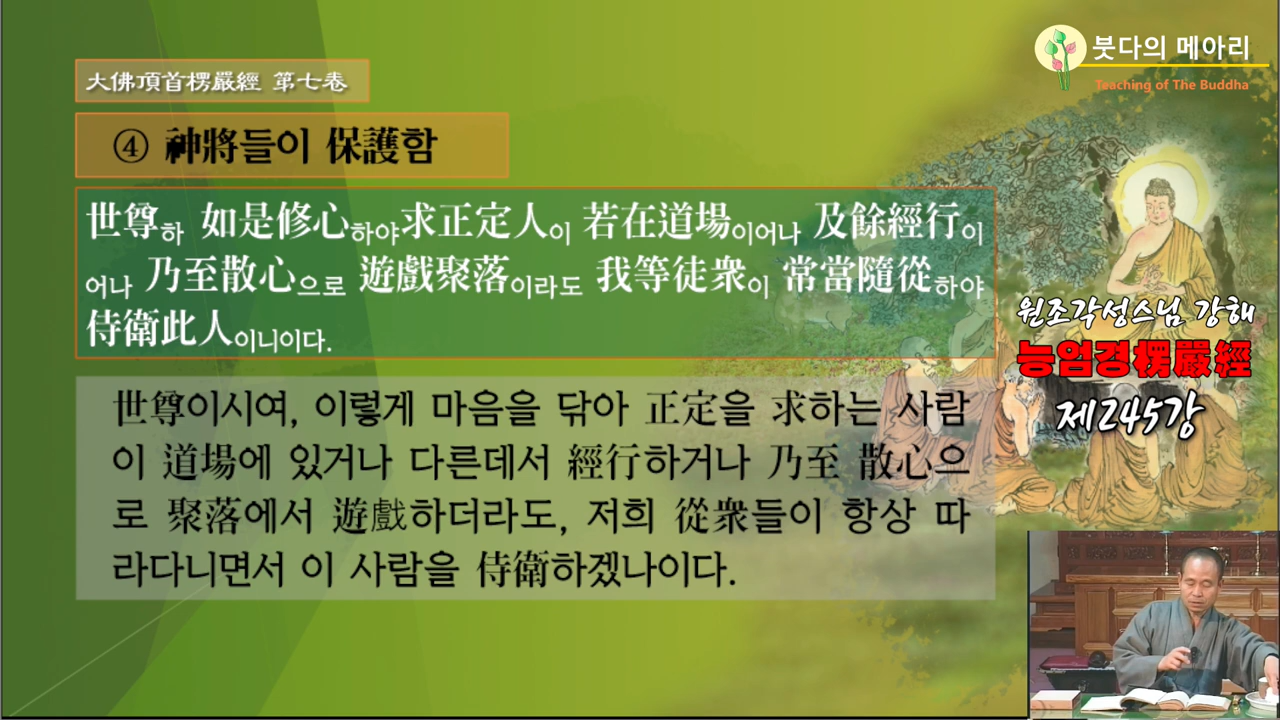 大佛頂首楞嚴經 第七卷
④ 神將들이 保護함
世尊하 如是修心하야求正定人이 若在道場이어나 及餘經行이
어나 乃至散心으로 遊戲聚落이라도 我等徒衆이 常當隨從하야
侍衛此人이니이다.
世尊이시여, 이렇게 마음을 닦아 正定을 求하는 사람
이 道場에 있거나 다른데서 經行하거나 乃至 散心으
로 聚落에서 遊戲하더라도, 저희 從衆들이 항상 따
라다니면서 이 사람을 侍衛하겠나이다.
붓다의 메아리
Teaching of The Buddha
원조각성스님 강해
능엄경楞嚴經
제245강